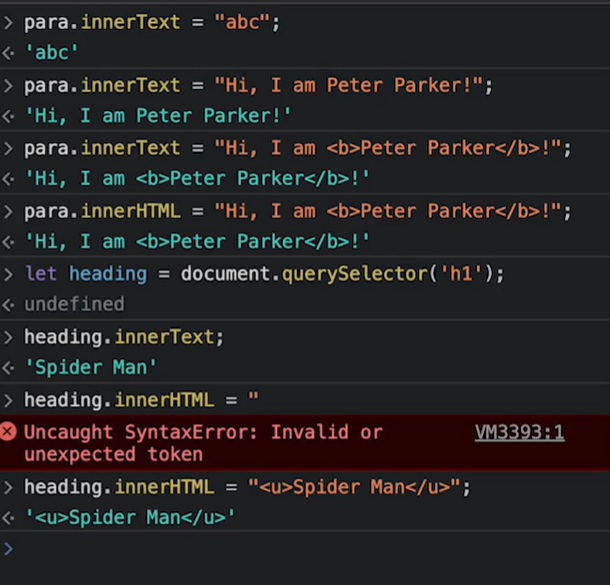 > para.innerText = "abc";
<· 'abc'
> para.innerText = "Hi, I am Peter Parker!";
<· 'Hi, I am Peter Parker!'
> para.innerText = "Hi, I am <b>Peter Parker</b>!";
<· 'Hi, I am <b>Peter Parker</b>!'
> para.innerHTML = "Hi, I am <b>Peter Parker</b>!";
<· 'Hi, I am <b>Peter Parker</b>!'
> let heading = document.querySelector('h1');
<· undefined
> heading.innerText;
<· 'Spider Man'
> heading.innerHTML = "
Uncaught SyntaxError: Invalid or VM3393:1
unexpected token
> heading.innerHTML = "<u>Spider Man</u>";
<· '<u>Spider Man</u>'
>